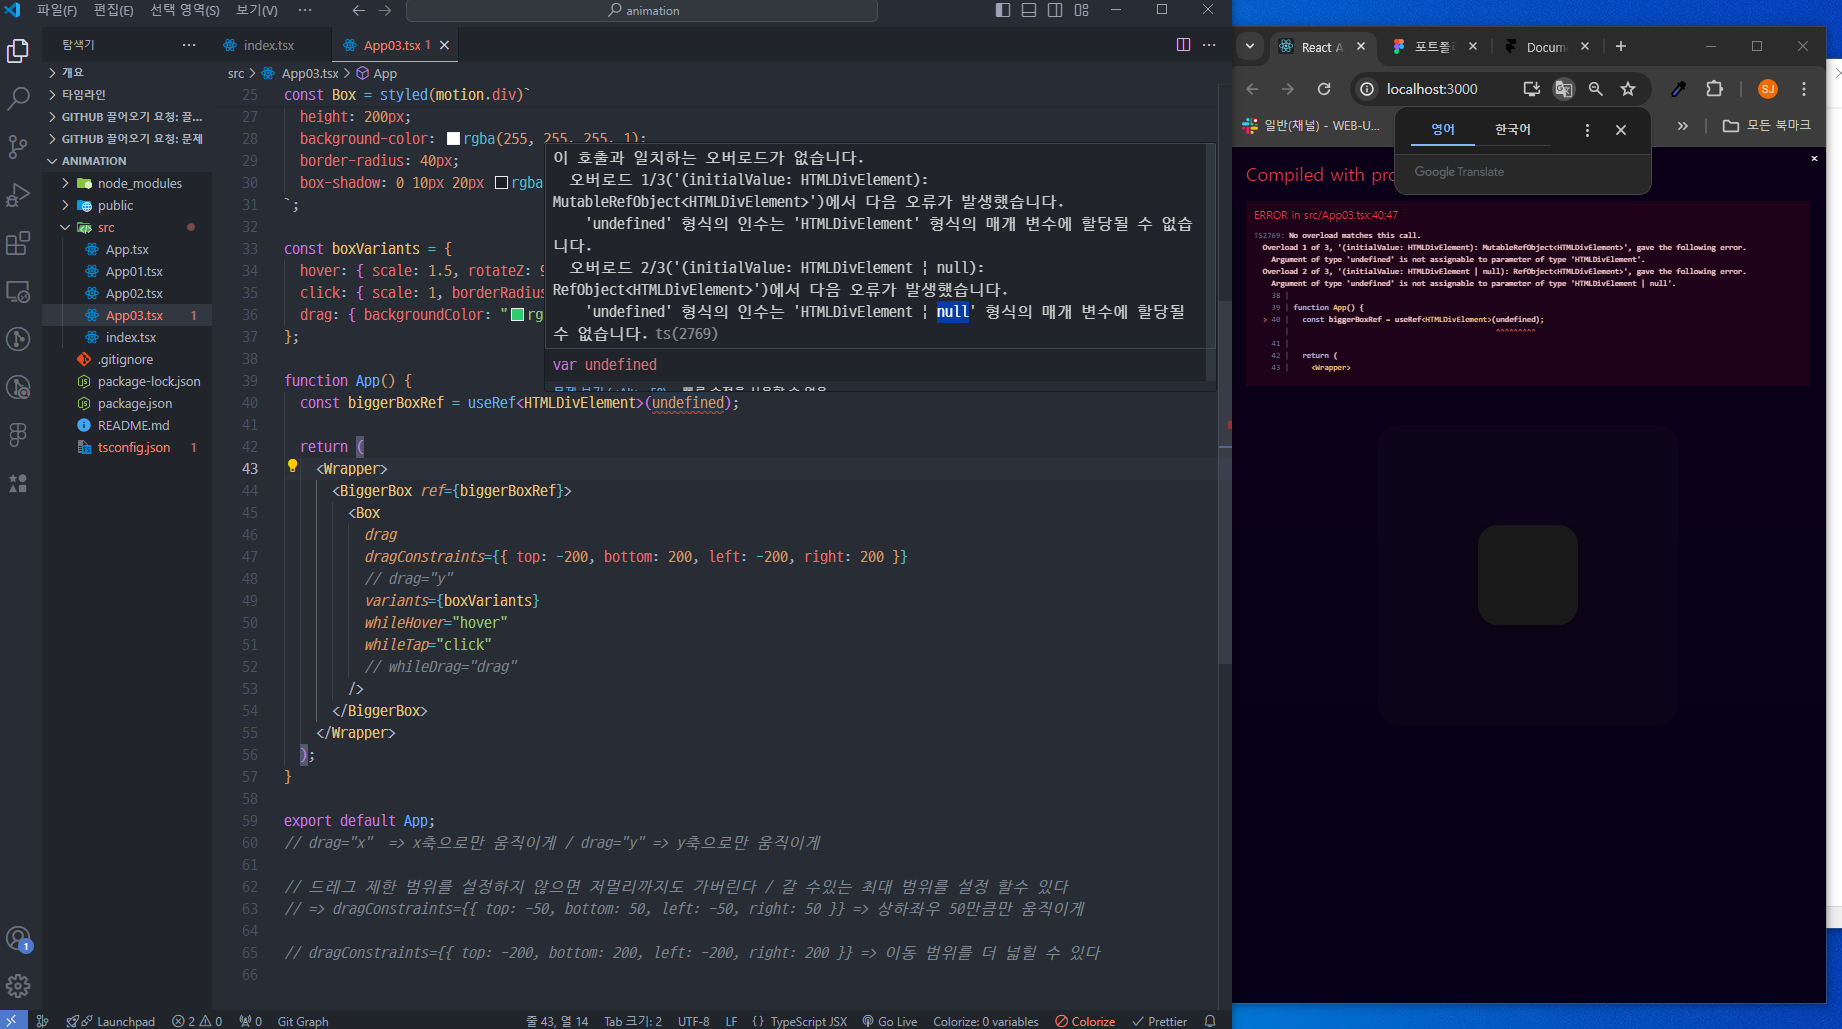 파일(F) 편집(E) 선택 영역(S) 보기(V) ··· animation
탐색기 ···
개요
타임라인
GITHUB 끌어오기 요청: 끌...
GITHUB 끌어오기 요청: 문제
ANIMATION
node_modules
public
src
App.tsx
App01.tsx
App02.tsx
App03.tsx 1
index.tsx
.gitignore
package-lock.json
package.json
README.md
tsconfig.json 1
index.tsx App03.tsx 1
src > App03.tsx > App
25 const Box = styled(motion.div)`
27 height: 200px;
28 background-color: rgba(255, 255, 255, 1);
29 border-radius: 40px;
30 box-shadow: 0 10px 20px rgba
31 `;
32
33 const boxVariants = {
34 hover: { scale: 1.5, rotateZ: 9
35 click: { scale: 1, borderRadius
36 drag: { backgroundColor: "rg
37 };
38
39 function App() {
40 const biggerBoxRef = useRef<HTMLDivElement>(undefined);
41
42 return (
43 <Wrapper>
44 <BiggerBox ref={biggerBoxRef}>
45 <Box
46 drag
47 dragConstraints={{ top: -200, bottom: 200, left: -200, right: 200 }}
48 // drag="y"
49 variants={boxVariants}
50 whileHover="hover"
51 whileTap="click"
52 // whileDrag="drag"
53 />
54 </BiggerBox>
55 </Wrapper>
56 );
57 }
58
59 export default App;
60 // drag="x" => x축으로만 움직이게 / drag="y" => y축으로만 움직이게
61
62 // 드레그 제한 범위를 설정하지 않으면 저멀리까지도 가버린다 / 갈 수있는 최대 범위를 설정 할수 있다
63 // => dragConstraints={{ top: -50, bottom: 50, left: -50, right: 50 }} => 상하좌우 50만큼만 움직이게
64
65 // dragConstraints={{ top: -200, bottom: 200, left: -200, right: 200 }} => 이동 범위를 더 넓힐 수 있다
66
이 호출과 일치하는 오버로드가 없습니다.
오버로드 1/3('(initialValue: HTMLDivElement):
MutableRefObject<HTMLDivElement>')에서 다음 오류가 발생했습니다.
'undefined' 형식의 인수는 'HTMLDivElement' 형식의 매개 변수에 할당될 수 없습
니다.
오버로드 2/3('(initialValue: HTMLDivElement | null):
RefObject<HTMLDivElement>')에서 다음 오류가 발생했습니다.
'undefined' 형식의 인수는 'HTMLDivElement | null' 형식의 매개 변수에 할당될
수 없습니다. ts(2769)
var undefined
1
Launchpad 2 0 0 Git Graph 줄 43, 열 14 Tab 크기: 2 UTF-8 LF {} TypeScript JSX Go Live Colorize: 0 variables Colorize Prettier
React A 포트폴 Docum
localhost:3000 SJ
일반(채널) - WEB-U... 모든 북마크
영어 한국어
Google Translate
Compiled with pro
ERROR in src/App03.tsx:40:47
TS2769: No overload matches this call.
Overload 1 of 3, '(initialValue: HTMLDivElement): MutableRefObject<HTMLDivElement>', gave the following error.
Argument of type 'undefined' is not assignable to parameter of type 'HTMLDivElement'.
Overload 2 of 3, '(initialValue: HTMLDivElement | null): RefObject<HTMLDivElement>', gave the following error.
Argument of type 'undefined' is not assignable to parameter of type 'HTMLDivElement | null'.
38 |
39 | function App() {
> 40 | const biggerBoxRef = useRef<HTMLDivElement>(undefined);
| ^^^^^^^^^
41 |
42 | return (
43 | <Wrapper>